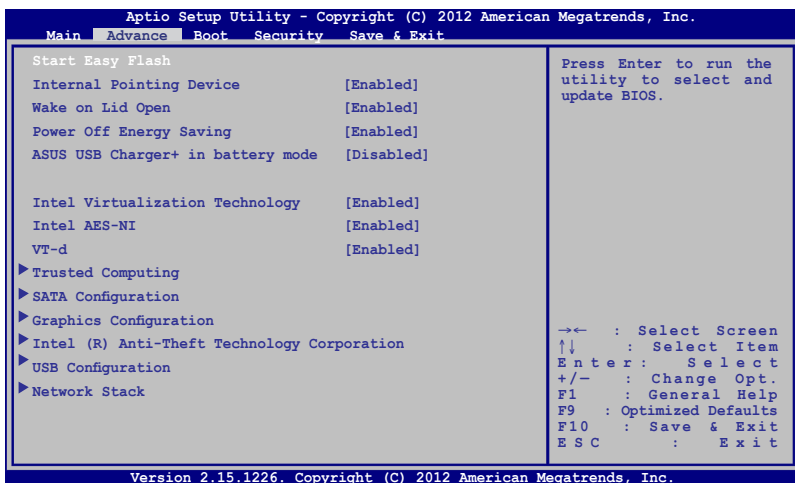 Aptio Setup Utility - Copyright (C) 2012 American Megatrends, Inc.
Main Advance Boot Security Save & Exit
Start Easy Flash
Internal Pointing Device [Enabled]
Wake on Lid Open [Enabled]
Power Off Energy Saving [Enabled]
ASUS USB Charger+ in battery mode [Disabled]
Intel Virtualization Technology [Enabled]
Intel AES-NI [Enabled]
VT-d [Enabled]
Trusted Computing
SATA Configuration
Graphics Configuration
Intel (R) Anti-Theft Technology Corporation
USB Configuration
Network Stack
Press Enter to run the
utility to select and
update BIOS.
→← : Select Screen
↑↓ : Select Item
Enter: Select
+/— : Change Opt.
F1 : General Help
F9 : Optimized Defaults
F10 : Save & Exit
ESC : Exit
Version 2.15.1226. Copyright (C) 2012 American Megatrends, Inc.